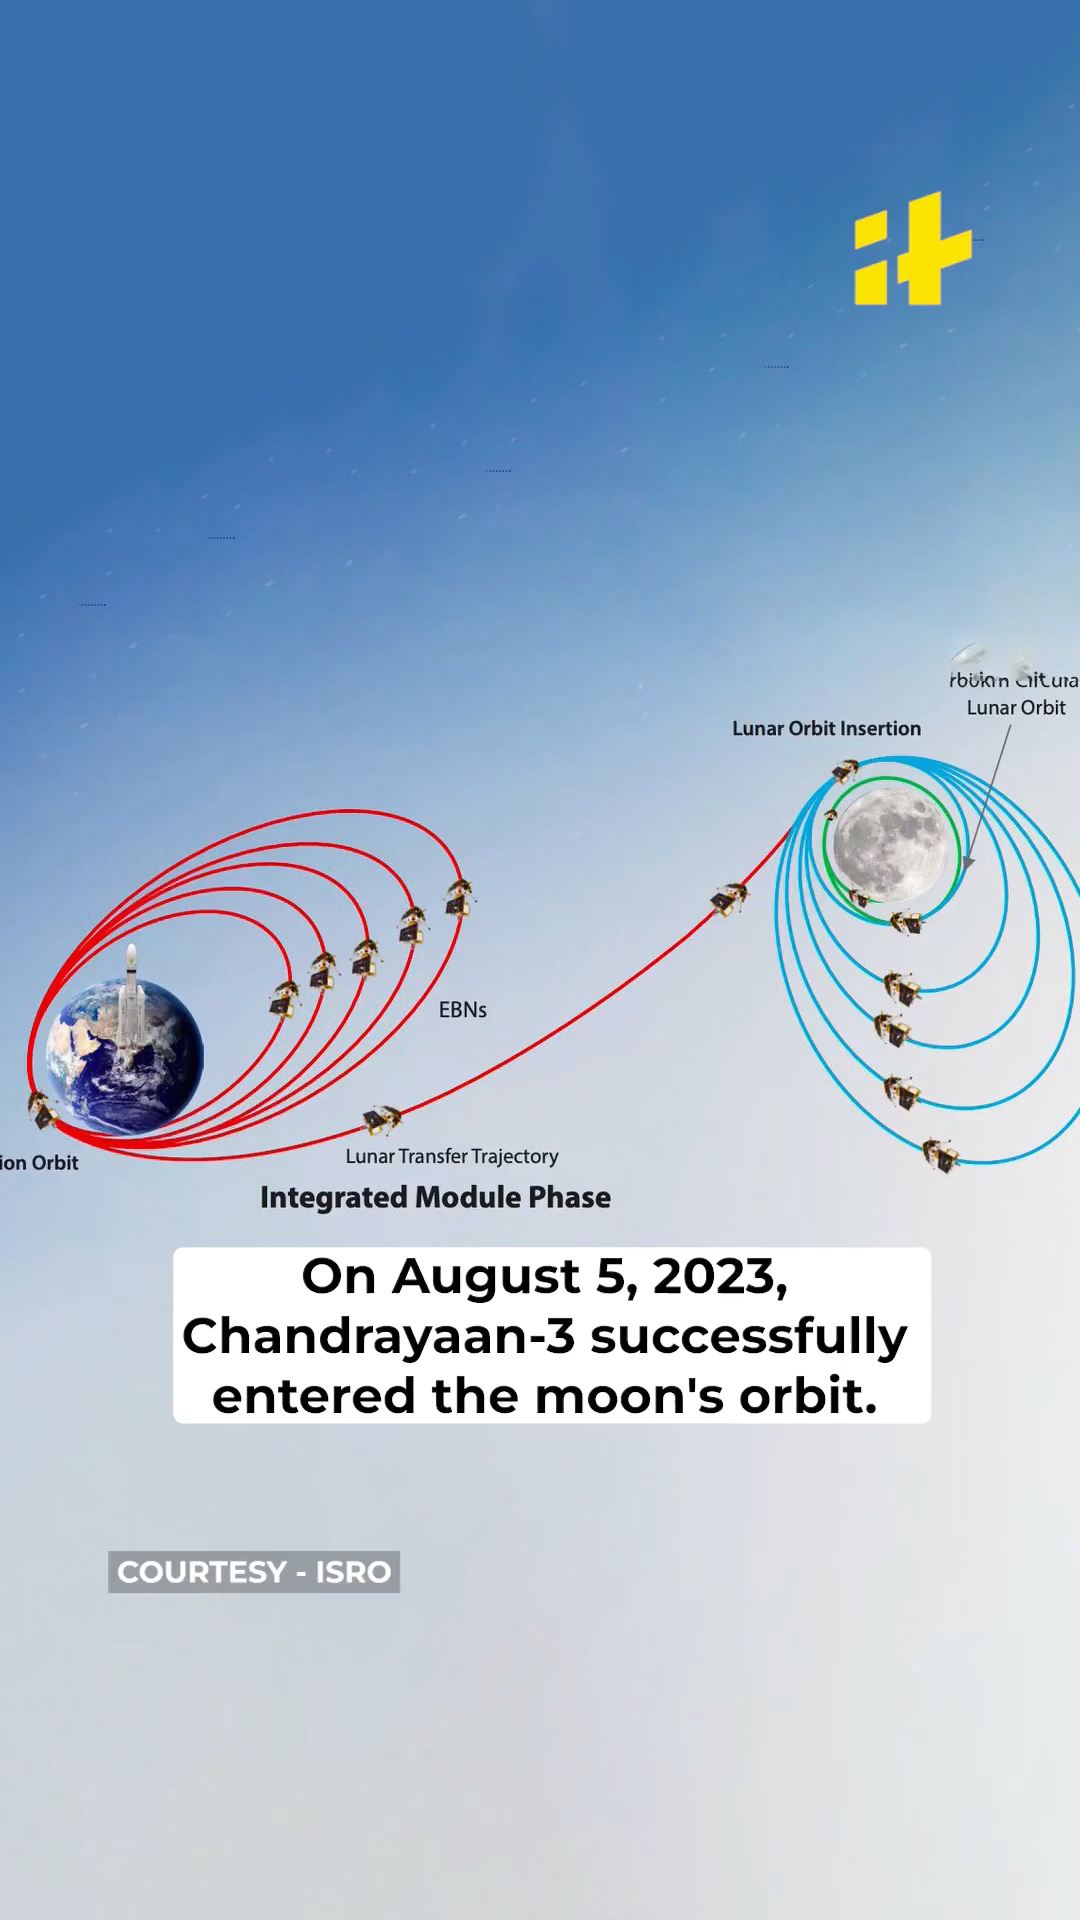 Lunar Orbit
Lunar Orbit Insertion
EBNs
ion Orbit
Lunar Transfer Trajectory
Integrated Module Phase
On August 5, 2023,
Chandrayaan-3 successfully
entered the moon's orbit.
COURTESY - ISRO